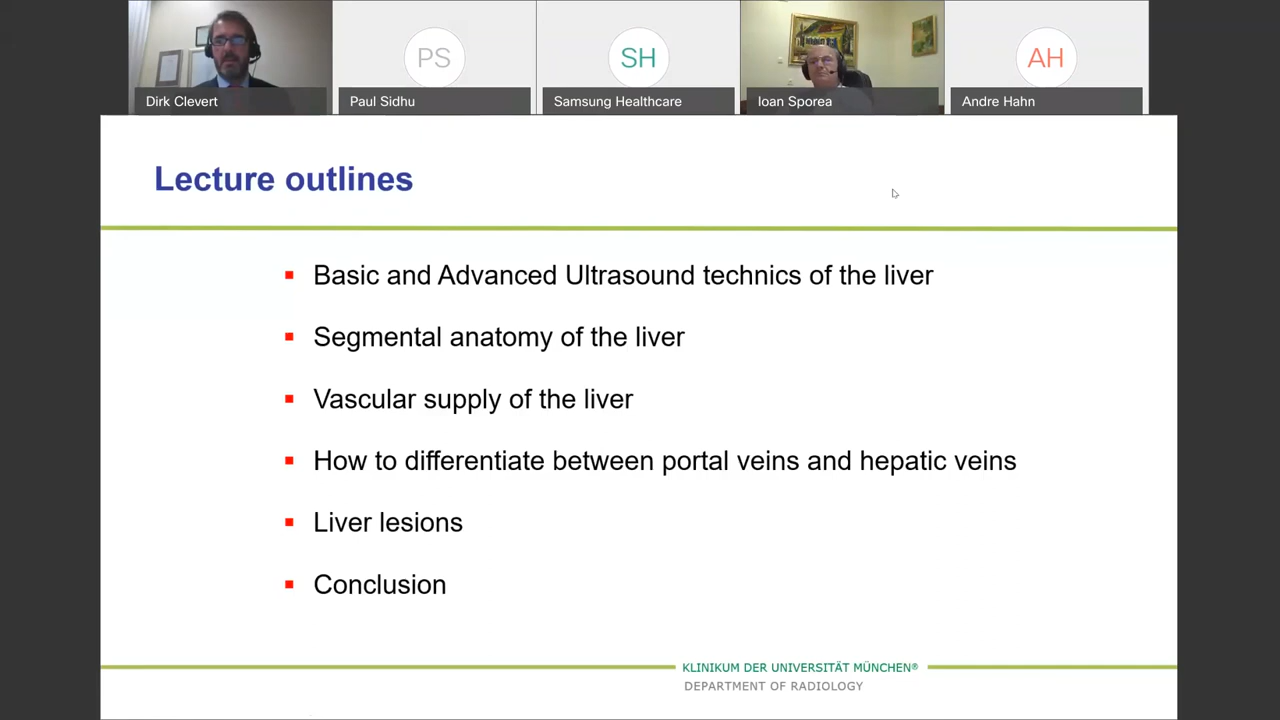 Dirk Clevert
PS
Paul Sidhu
SH
Samsung Healthcare
Ioan Sporea
AH
Andre Hahn
Lecture outlines
Basic and Advanced Ultrasound technics of the liver
Segmental anatomy of the liver
Vascular supply of the liver
How to differentiate between portal veins and hepatic veins
Liver lesions
Conclusion
KLINIKUM DER UNIVERSITÄT MÜNCHEN®
DEPARTMENT OF RADIOLOGY